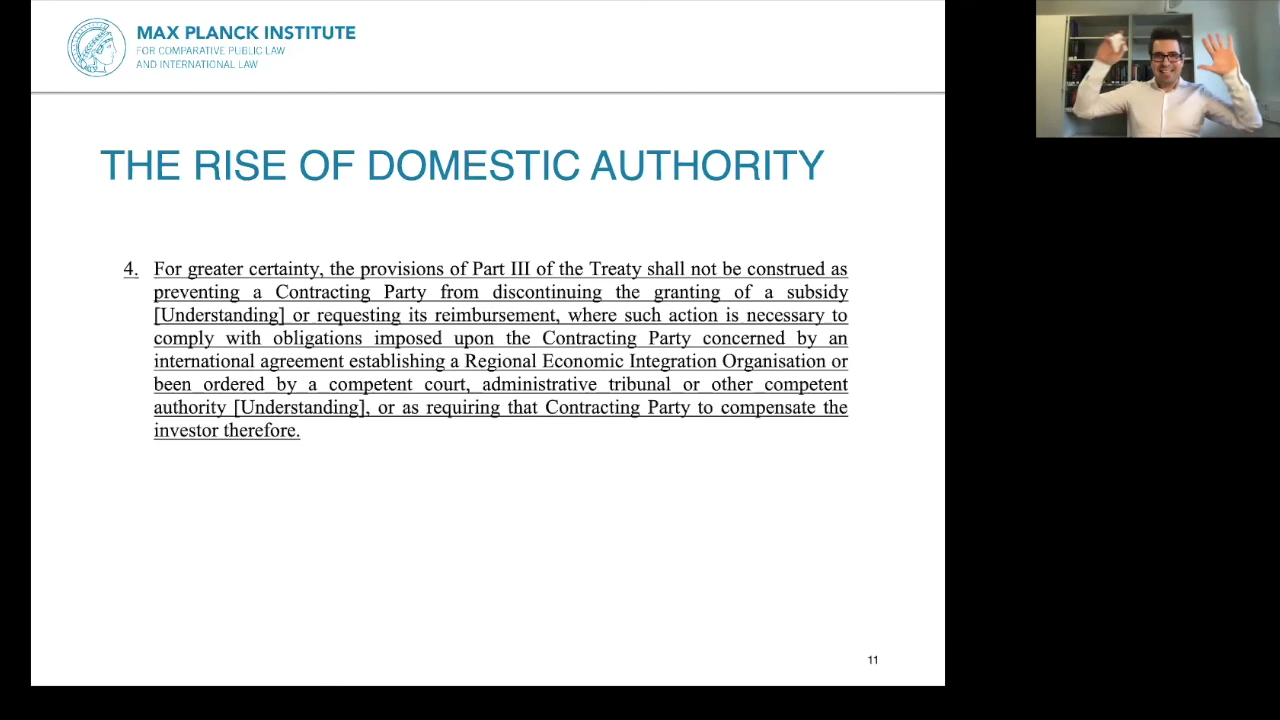 MAX PLANCK INSTITUTE
FOR COMPARATIVE PUBLIC LAW
AND INTERNATIONAL LAW
THE RISE OF DOMESTIC AUTHORITY
4. For greater certainty, the provisions of Part III of the Treaty shall not be construed as
preventing a Contracting Party from discontinuing the granting of a subsidy
[Understanding] or requesting its reimbursement, where such action is necessary to
comply with obligations imposed upon the Contracting Party concerned by an
international agreement establishing a Regional Economic Integration Organisation or
been ordered by a competent court, administrative tribunal or other competent
authority [Understanding], or as requiring that Contracting Party to compensate the
investor therefore.
11